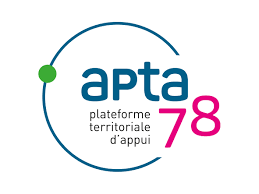 apta
plateforme
territoriale
d'appui
78